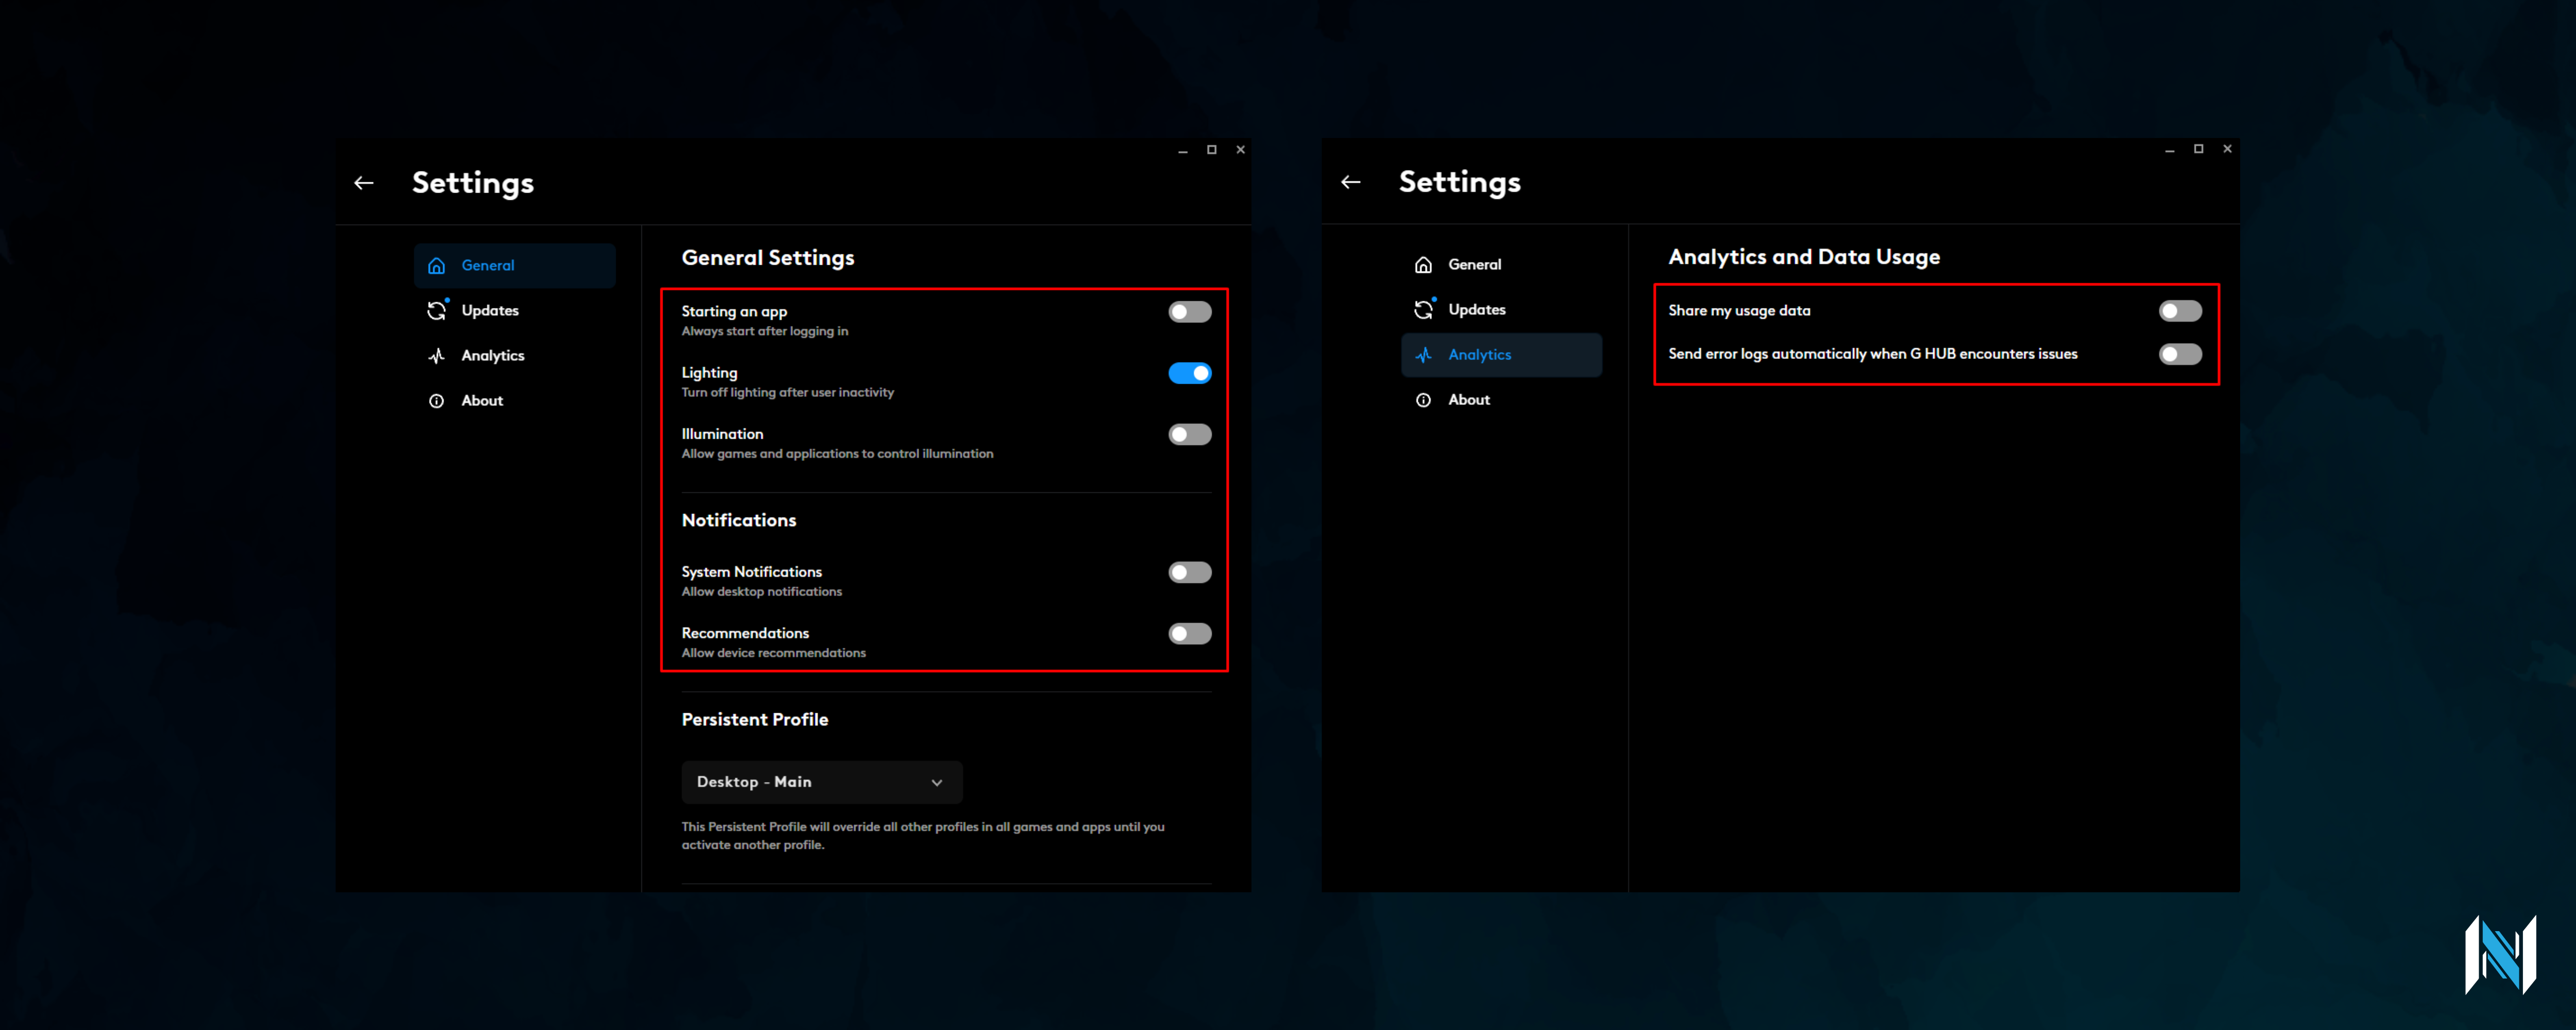 Settings
General
Updates
Analytics
About
General Settings
Starting an app
Always start after logging in
Lighting
Turn off lighting after user inactivity
Illumination
Allow games and applications to control illumination
Notifications
System Notifications
Allow desktop notifications
Recommendations
Allow device recommendations
Persistent Profile
Desktop - Main
This Persistent Profile will override all other profiles in all games and apps until you
activate another profile.
Settings
General
Updates
Analytics
About
Analytics and Data Usage
Share my usage data
Send error logs automatically when G HUB encounters issues